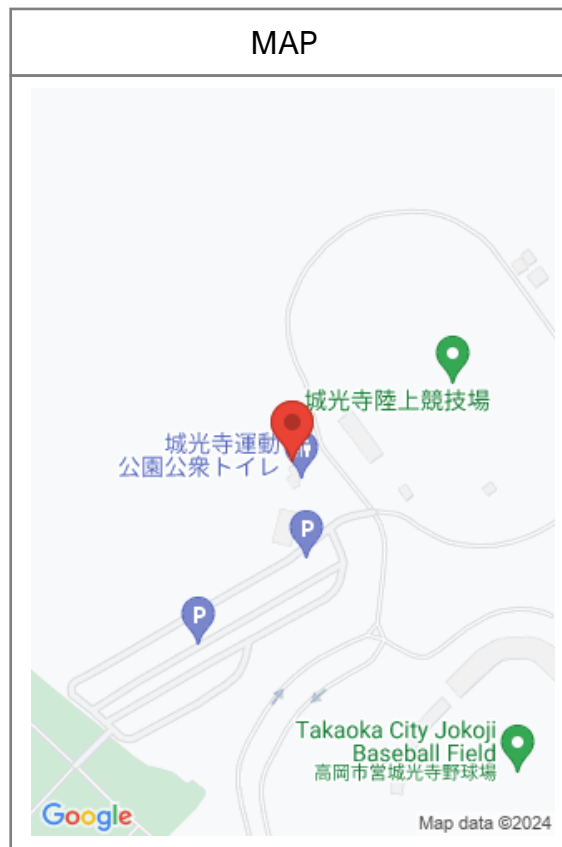 MAP
城光寺陸上競技場
城光寺運動
公園公衆トイレ
P
P
Takaoka City Jokoji
Baseball Field
高岡市営城光寺野球場
Google
Map data ©2024